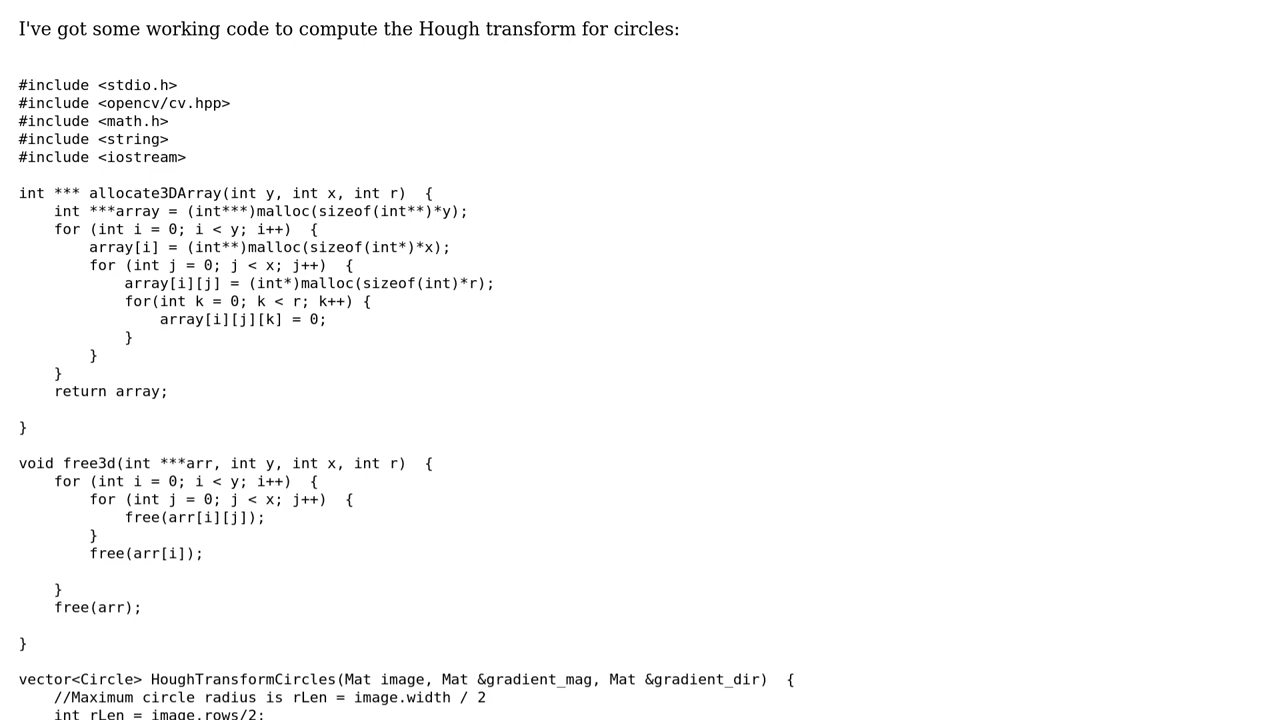 I've got some working code to compute the Hough transform for circles:
#include <stdio.h>
#include <opencv/cv.hpp>
#include <math.h>
#include <string>
#include <iostream>
int *** allocate3DArray(int y, int x, int r)  {
    int ***array = (int***)malloc(sizeof(int**)*y);
    for (int i = 0; i < y; i++)  {
        array[i] = (int**)malloc(sizeof(int*)*x);
        for (int j = 0; j < x; j++)  {
            array[i][j] = (int*)malloc(sizeof(int)*r);
            for(int k = 0; k < r; k++) {
                array[i][j][k] = 0;
            }
        }
    }
    return array;
}
void free3d(int ***arr, int y, int x, int r)  {
    for (int i = 0; i < y; i++)  {
        for (int j = 0; j < x; j++)  {
            free(arr[i][j]);
        }
        free(arr[i]);
    }
    free(arr);
}
vector<Circle> HoughTransformCircles(Mat image, Mat &gradient_mag, Mat &gradient_dir)  {
    //Maximum circle radius is rLen = image.width / 2
    int rLen = image.rows/2;